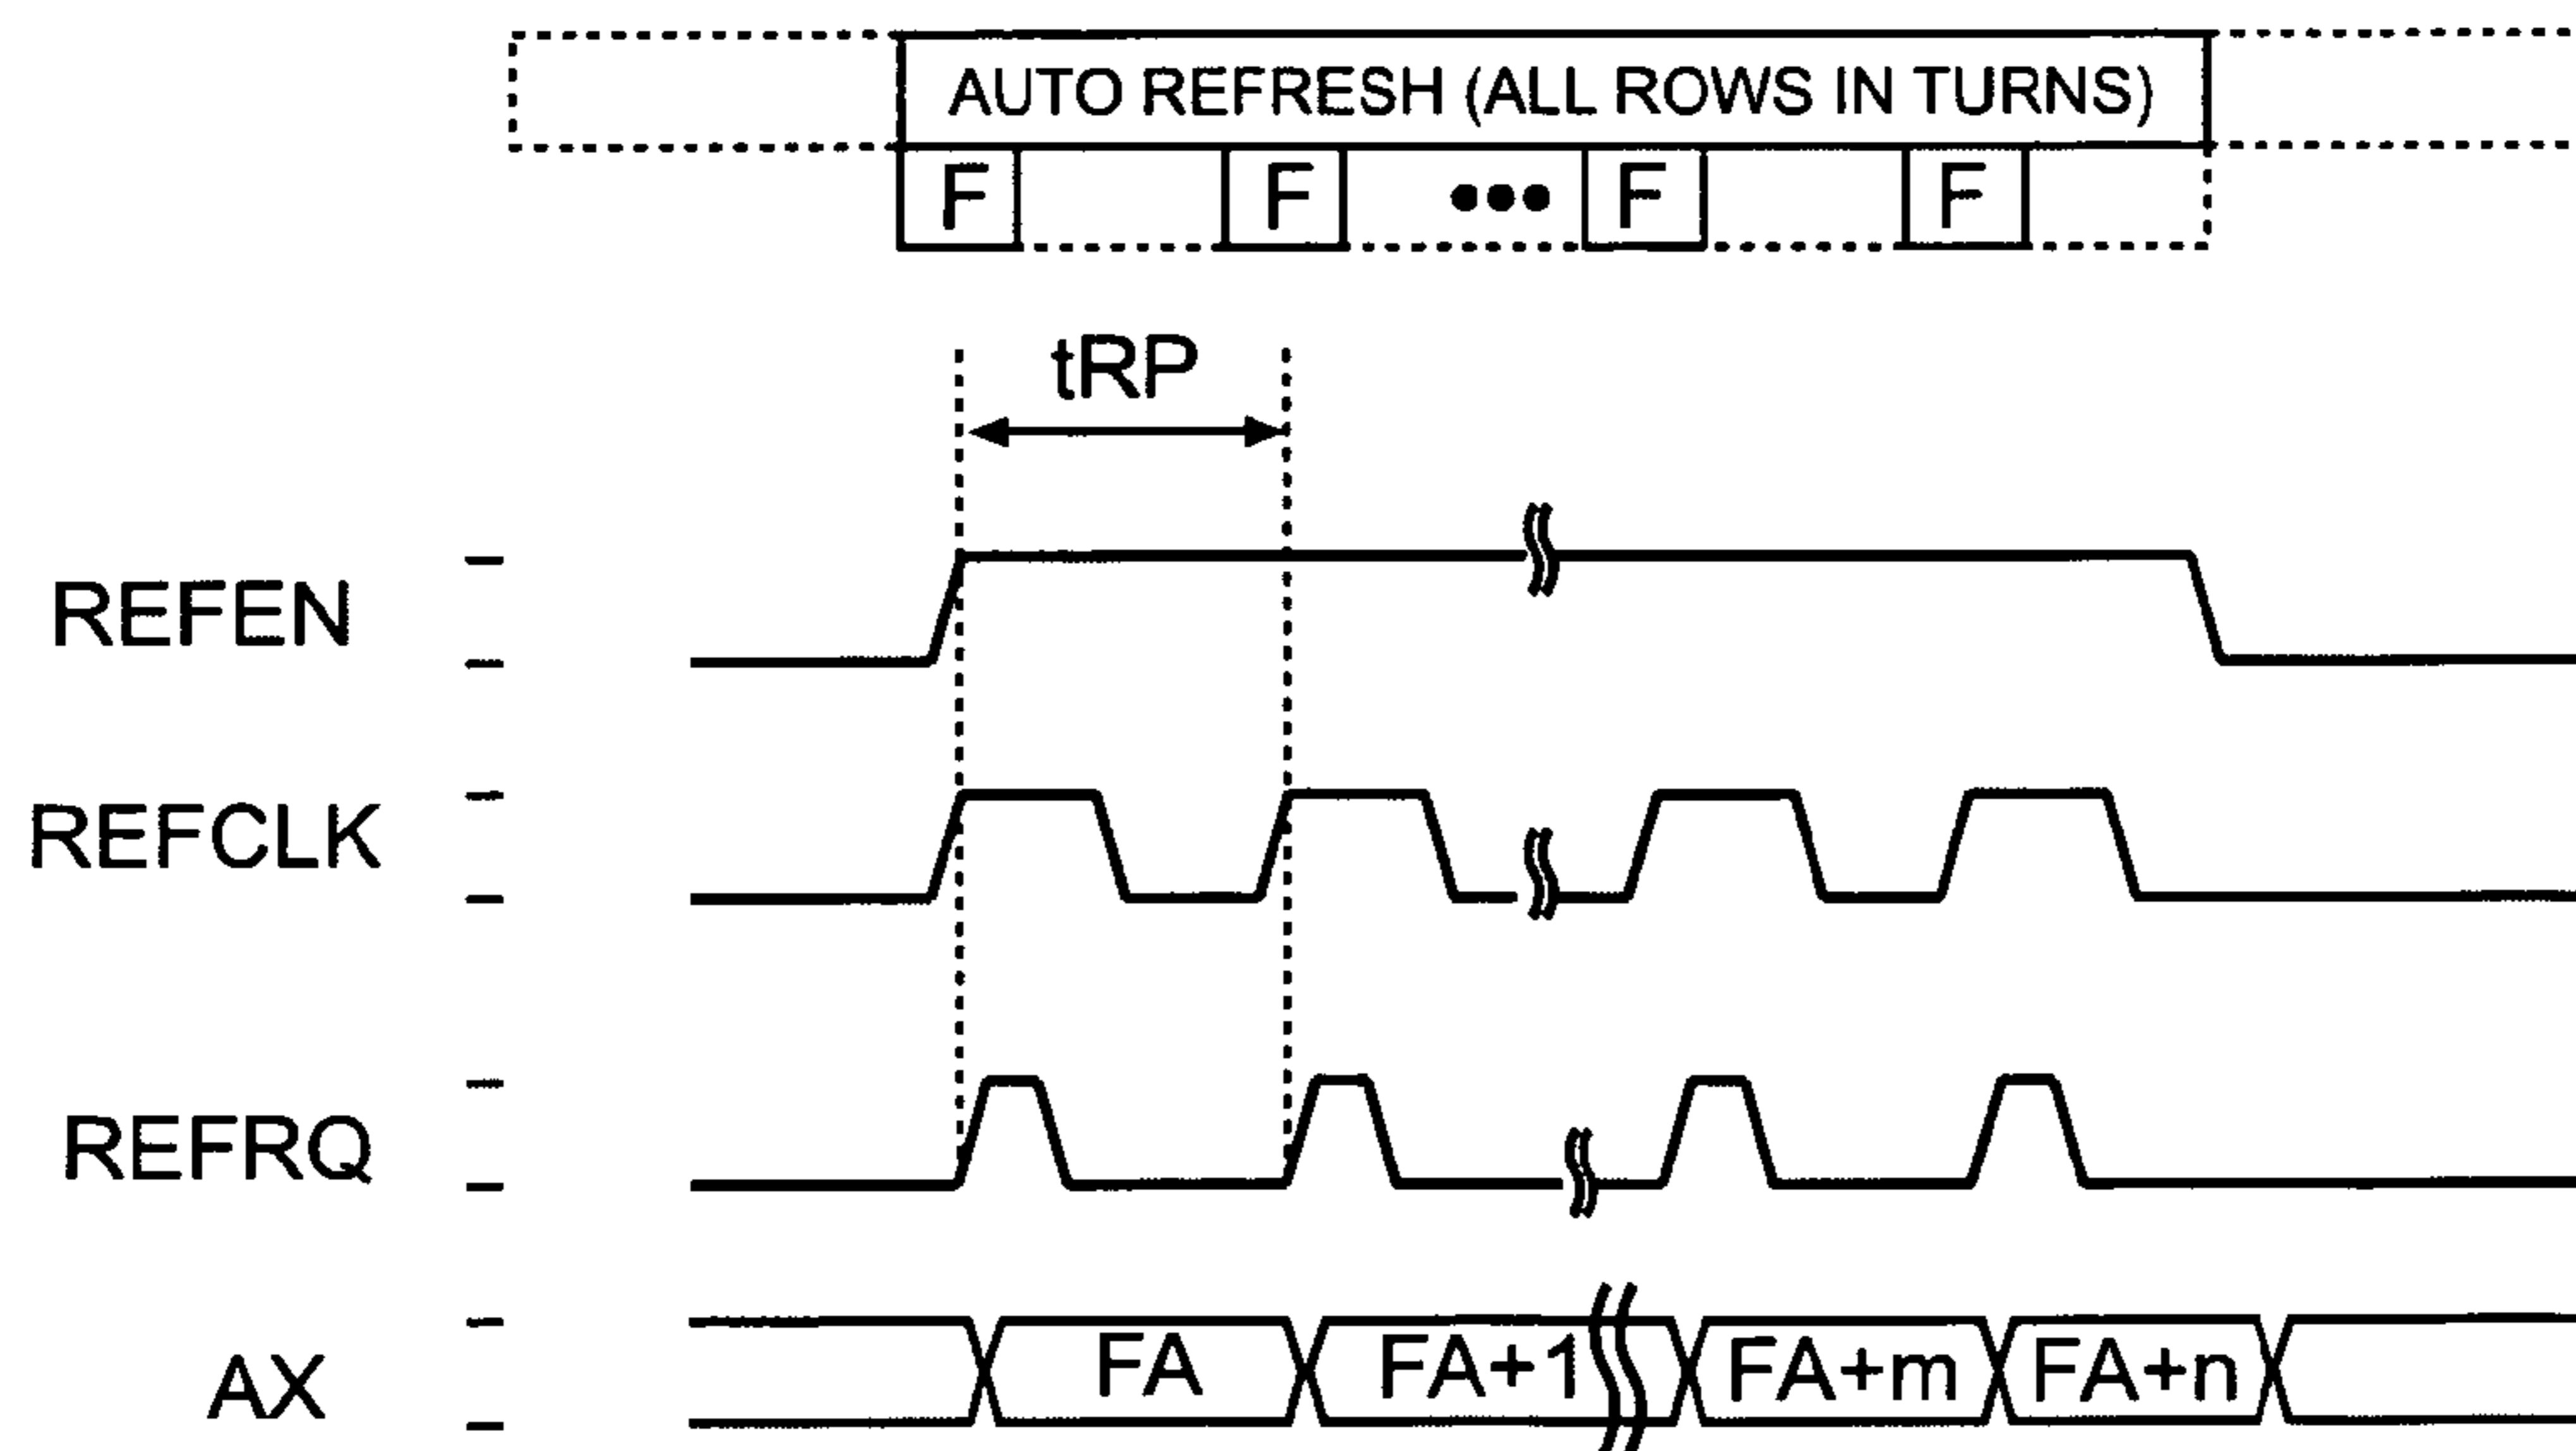 AUTO REFRESH (ALL ROWS IN TURNS)
F F ••• F F
tRP
REFEN
REFCLK
REFRQ
AX FA FA+1 FA+m FA+n